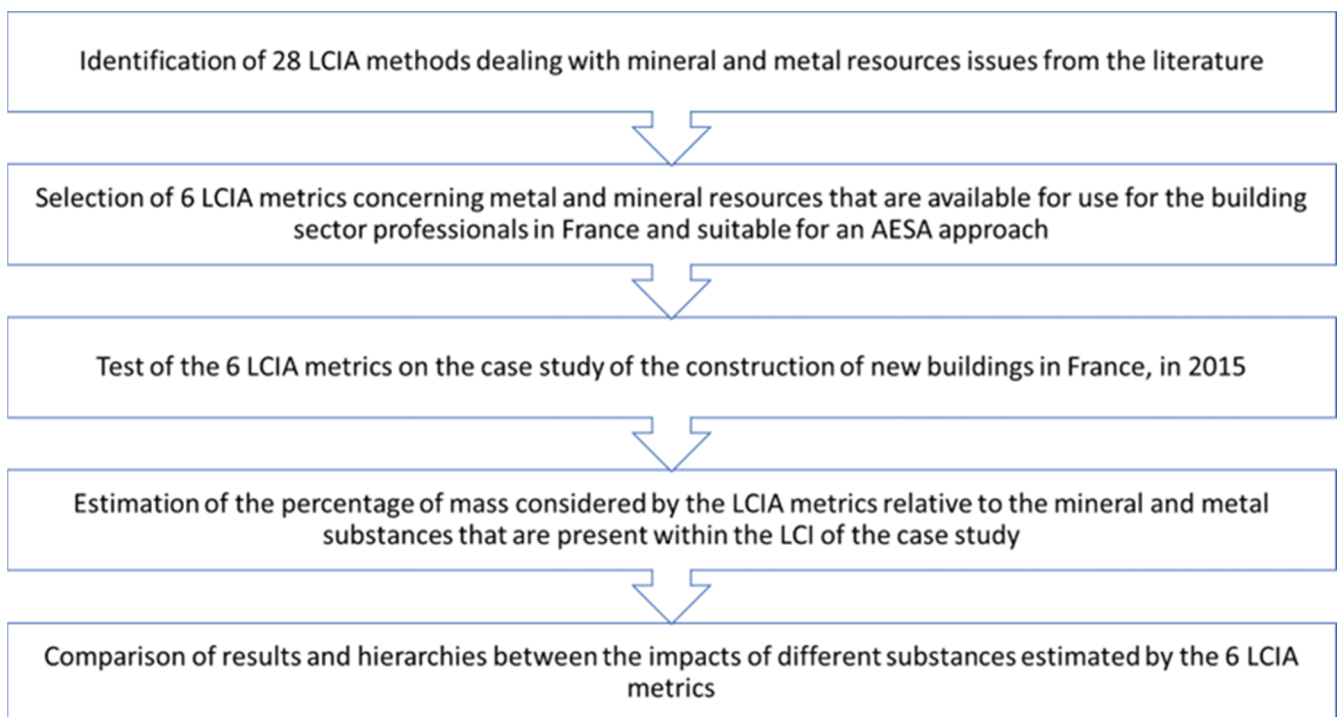 Identification of 28 LCIA methods dealing with mineral and metal resources issues from the literature
Selection of 6 LCIA metrics concerning metal and mineral resources that are available for use for the building
sector professionals in France and suitable for an AESA approach
Test of the 6 LCIA metrics on the case study of the construction of new buildings in France, in 2015
Estimation of the percentage of mass considered by the LCIA metrics relative to the mineral and metal
substances that are present within the LCI of the case study
Comparison of results and hierarchies between the impacts of different substances estimated by the 6 LCIA
metrics